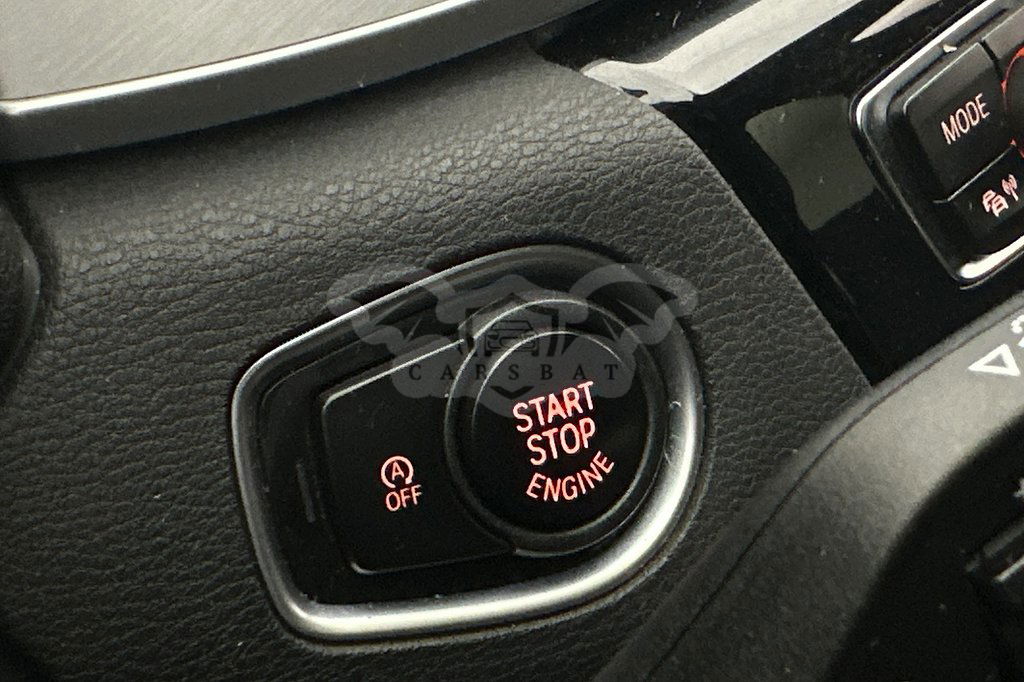 MODE
CARSBAT
START
STOP
ENGINE
A
OFF